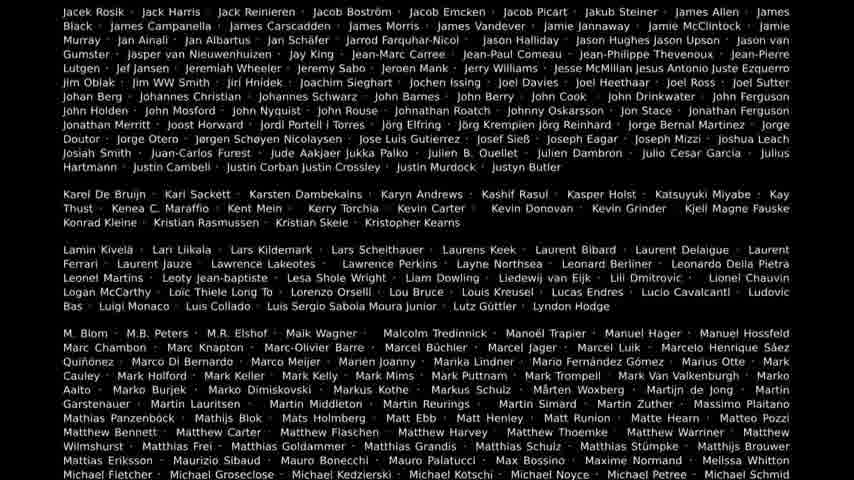 Jacek Rosik · Jack Harris · Jack Reinieren · Jacob Boström · Jacob Emcken · Jacob Picart · Jakub Steiner · James Allen · James
Black · James Campanella · James Carscadden · James Morris · James Vandever · Jamie Jannaway · Jamie McClintock · Jamie
Murray · Jan Ainali · Jan Albartus · Jan Schäfer · Jarrod Farquhar-Nicol · Jason Halliday · Jason Hughes Jason Upson · Jason van
Gumster · Jasper van Nieuwenhuizen · Jay King · Jean-Marc Carree · Jean-Paul Comeau · Jean-Philippe Thevenoux · Jean-Pierre
Lutgen · Jef Jansen · Jeremiah Wheeler · Jeremy Sabo · Jeroen Mank · Jerry Williams · Jesse McMillan Jesus Antonio Juste Ezquerro
Jim Oblak · Jim WW Smith · Jiří Hnídek · Joachim Sieghart · Jochen Issing · Joel Davies · Joel Heethaar · Joel Ross · Joel Sutter
Johan Berg · Johannes Christian · Johannes Schwarz · John Barnes · John Berry · John Cook · John Drinkwater · John Ferguson
John Holden · John Mosford · John Nyquist · John Rouse · Johnathan Roatch · Johnny Oskarsson · Jon Stace · Jonathan Ferguson
Jonathan Merritt · Joost Horward · Jordi Portell i Torres · Jörg Elfring · Jörg Krempien Jörg Reinhard · Jorge Bernal Martinez · Jorge
Doutor · Jorge Otero · Jørgen Schøyen Nicolaysen · Jose Luis Gutierrez · Josef Sieß · Joseph Eagar · Joseph Mizzi · Joshua Leach
Josiah Smith · Juan-Carlos Furest · Jude Aakjaer Jukka Palko · Julien B. Ouellet · Julien Dambron · Julio Cesar Garcia · Julius
Hartmann · Justin Cambell · Justin Corban Justin Crossley · Justin Murdock · Justyn Butler
Karel De Bruijn · Karl Sackett · Karsten Dambekalns · Karyn Andrews · Kashif Rasul · Kasper Holst · Katsuyuki Miyabe · Kay
Thust · Kenea C. Maraffio · Kent Mein · Kerry Torchia · Kevin Carter · Kevin Donovan · Kevin Grinder · Kjell Magne Fauske
Konrad Kleine · Kristian Rasmussen · Kristian Skeie · Kristopher Kearns
Lamin Kivelä · Lari Liikala · Lars Kildemark · Lars Scheithauer · Laurens Keek · Laurent Bibard · Laurent Delaigue · Laurent
Ferrari · Laurent Jauze · Lawrence Lakeotes · Lawrence Perkins · Layne Northsea · Leonard Berliner · Leonardo Della Pietra
Leonel Martins · Leoty Jean-baptiste · Lesa Shole Wright · Liam Dowling · Liedewij van Eijk · Lili Dmitrovic · Lionel Chauvin
Logan McCarthy · Loïc Thiele Long To · Lorenzo Orselli · Lou Bruce · Louis Kreusel · Lucas Endres · Lucio Cavalcanti · Ludovic
Bas · Luigi Monaco · Luis Collado · Luis Sergio Saboia Moura Junior · Lutz Güttler · Lyndon Hodge
M. Blom · M.B. Peters · M.R. Elshof · Maik Wagner · Malcolm Tredinnick · Manoël Trapier · Manuel Hager · Manuel Hossfeld
Marc Chambon · Marc Knapton · Marc-Olivier Barre · Marcel Büchler · Marcel Jager · Marcel Luik · Marcelo Henrique Sáez
Quiñónez · Marco Di Bernardo · Marco Meijer · Marien Joanny · Marika Lindner · Mario Fernández Gómez · Marius Otte · Mark
Cauley · Mark Holford · Mark Keller · Mark Kelly · Mark Mims · Mark Puttnam · Mark Trompell · Mark Van Valkenburgh · Marko
Aalto · Marko Burjek · Marko Dimiskovski · Markus Kothe · Markus Schulz · Mårten Woxberg · Martijn de Jong · Martin
Garstenauer · Martin Lauritsen · Martin Middleton · Martin Reurings · Martin Simard · Martin Zuther · Massimo Plaitano
Mathias Panzenböck · Mathijs Blok · Mats Holmberg · Matt Ebb · Matt Henley · Matt Runion · Matte Hearn · Matteo Pozzi
Matthew Bennett · Matthew Carter · Matthew Flaschen · Matthew Harvey · Matthew Thoemke · Matthew Warriner · Matthew
Wilmshurst · Matthias Frei · Matthias Goldammer · Matthias Grandis · Matthias Schulz · Matthias Stümpke · Matthijs Brouwer
Mattias Eriksson · Maurizio Sibaud · Mauro Bonecchi · Mauro Palatucci · Max Bossino · Maxime Normand · Melissa Whitton
Michael Fletcher · Michael Groseclose · Michael Kedzierski · Michael Kotschi · Michael Noyce · Michael Petree · Michael Schmid